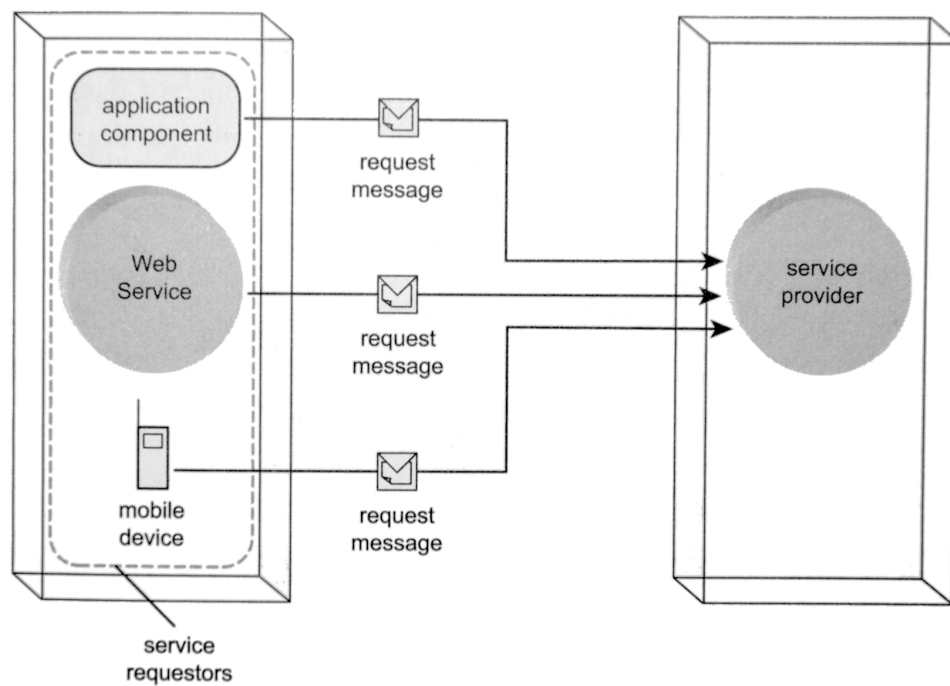 application
component
request
message
Web
Service
request
message
service
provider
mobile
device
request
message
service
requestors